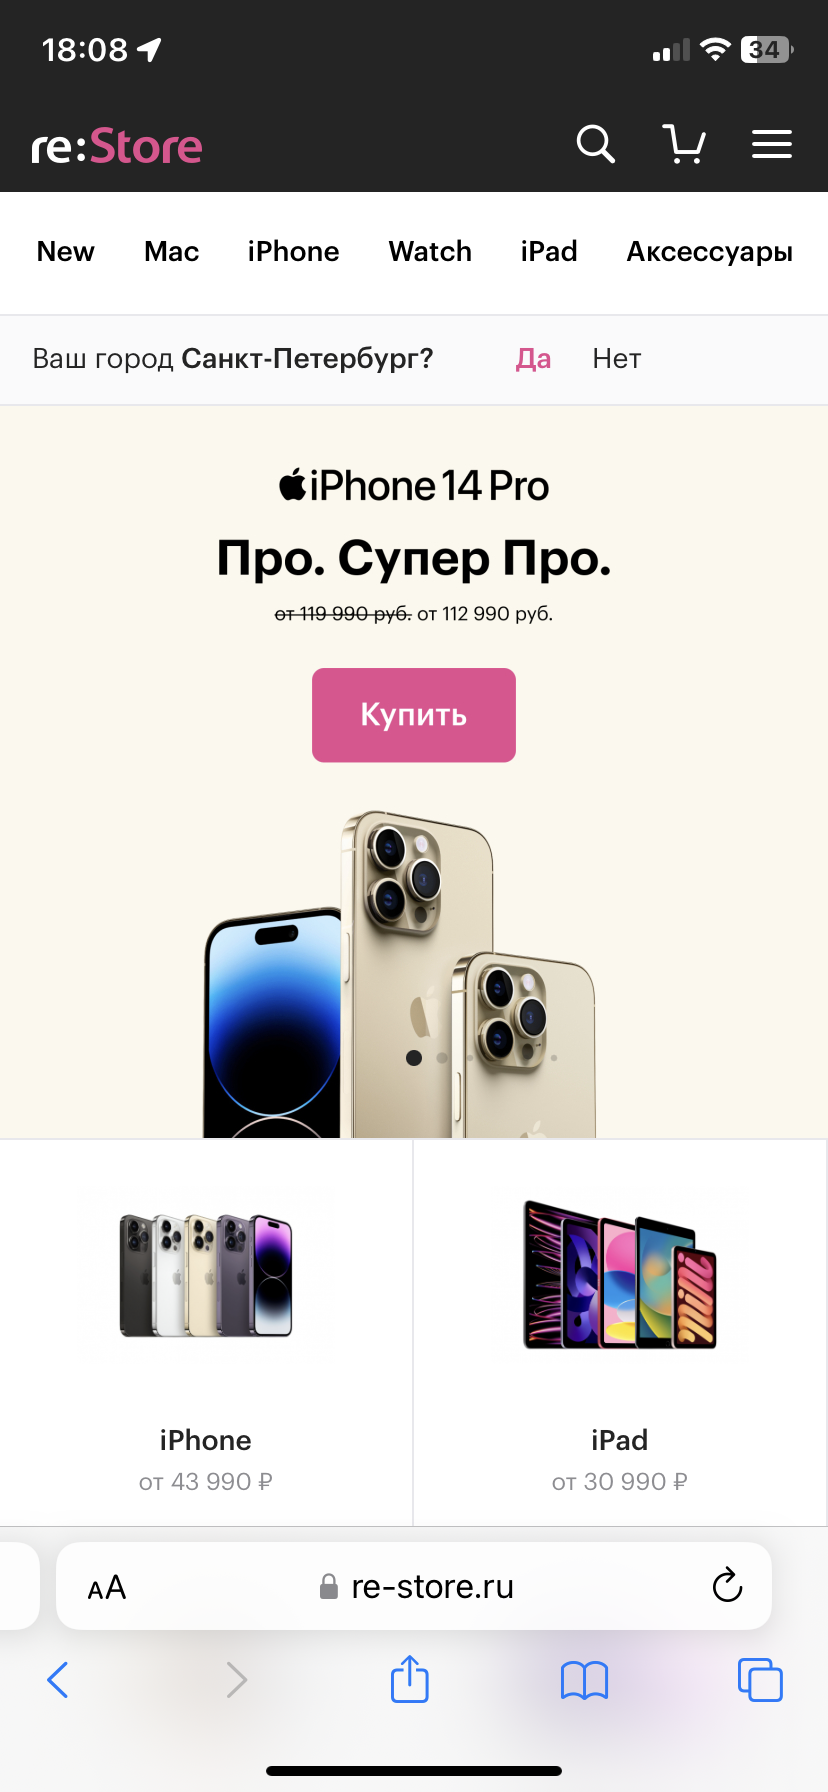 18:08
34
re:Store
New Mac iPhone Watch iPad Аксессуары
Ваш город Санкт-Петербург? Да Нет
iPhone 14 Pro
Про. Супер Про.
от 119 990 руб. от 112 990 руб.
Купить
iPhone
от 43 990 ₽
iPad
от 30 990 ₽
AA re-store.ru